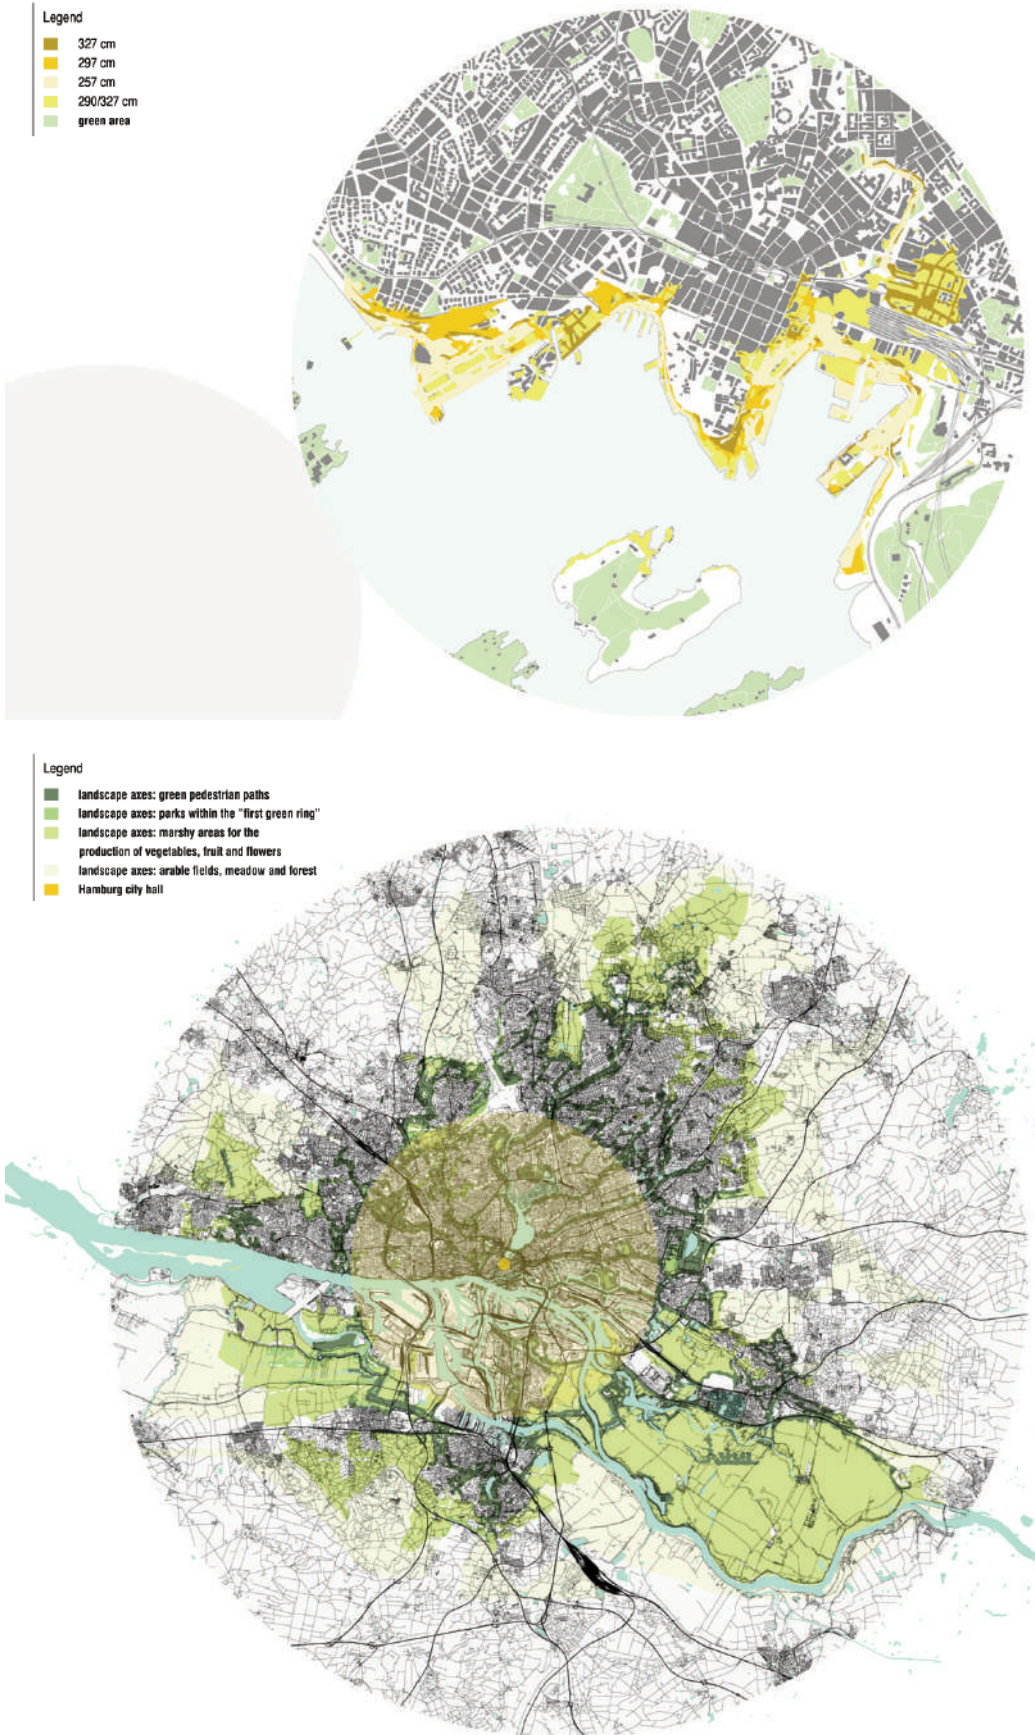 Legend
327 cm
297 cm
257 cm
290/327 cm
green area
Legend
landscape axes: green pedestrian paths
landscape axes: parks within the "first green ring"
landscape axes: marshy areas for the
production of vegetables, fruit and flowers
landscape axes: arable fields, meadow and forest
Hamburg city hall